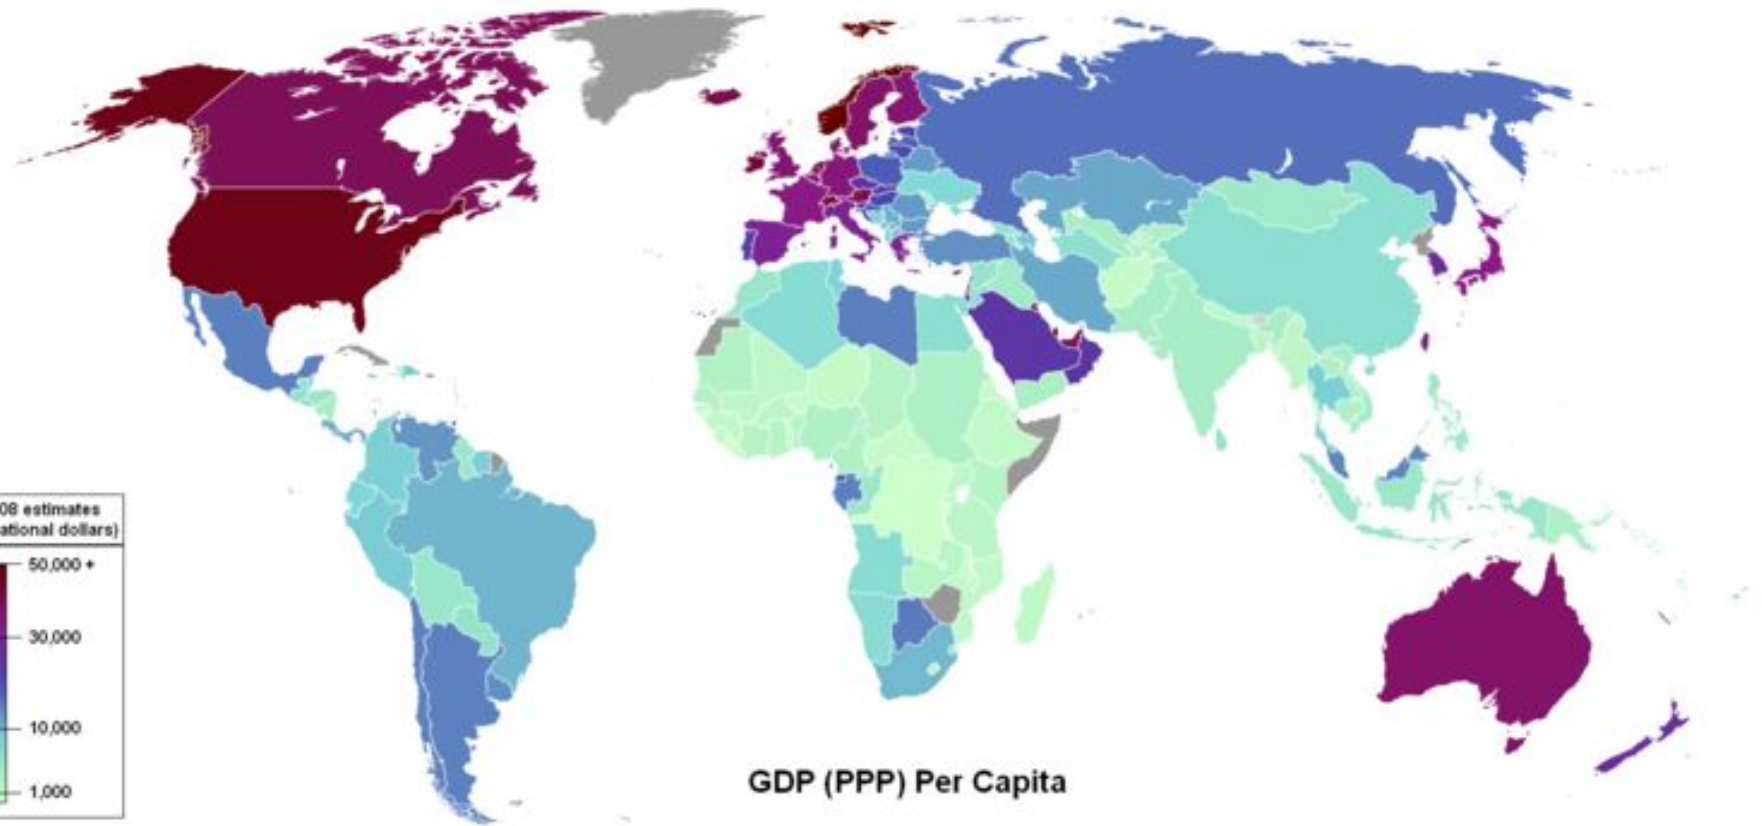 08 estimates
ational dollars)
50,000 +
30,000
10,000
1,000
GDP (PPP) Per Capita